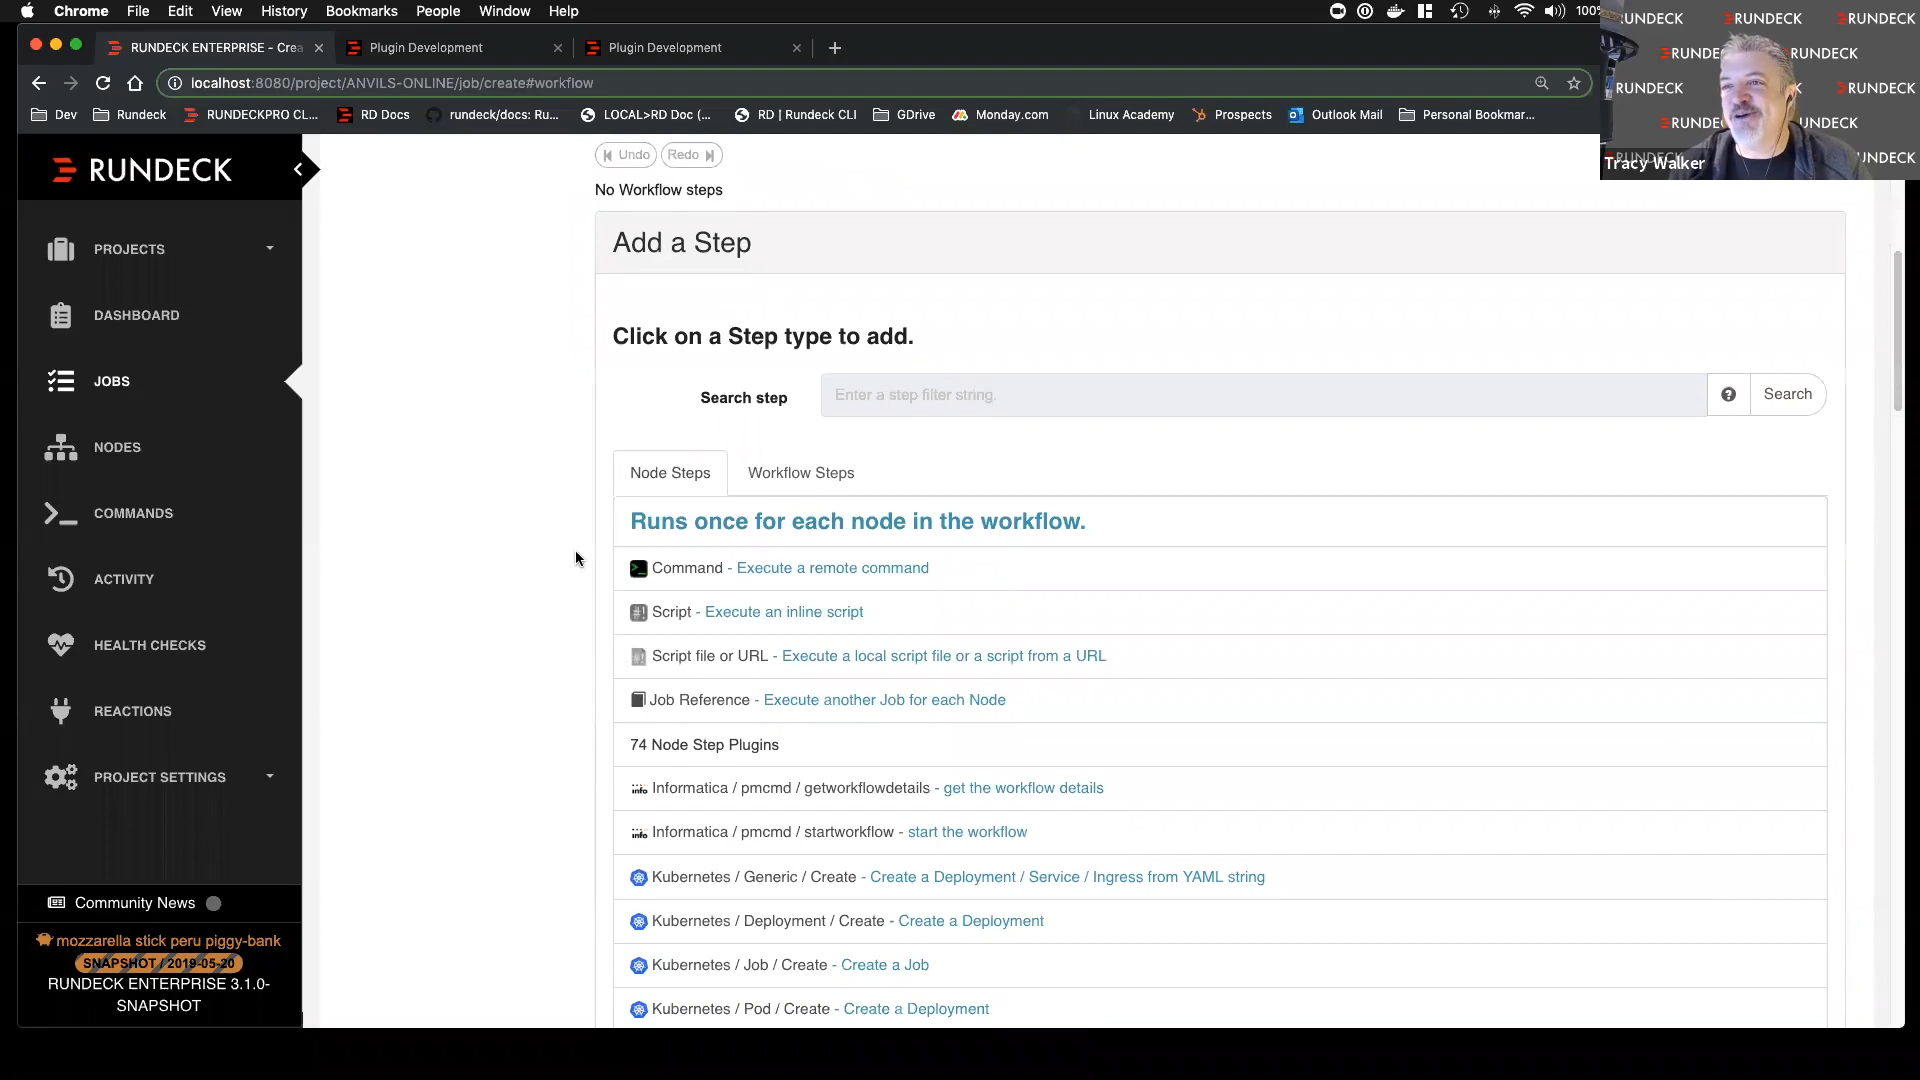 Chrome File Edit View History Bookmarks People Window Help 100%
RUNDECK ENTERPRISE - Crea
Plugin Development
Plugin Development
localhost:8080/project/ANVILS-ONLINE/job/create#workflow
Dev
Rundeck
RUNDECKPRO CL...
RD Docs
rundeck/docs: Ru...
LOCAL>RD Doc (...
RD | Rundeck CLI
GDrive
Monday.com
Linux Academy
Prospects
Outlook Mail
Personal Bookmar...
RUNDECK
PROJECTS
DASHBOARD
JOBS
NODES
COMMANDS
ACTIVITY
HEALTH CHECKS
REACTIONS
PROJECT SETTINGS
Community News
mozzarella stick peru piggy-bank
SNAPSHOT / 2019-05-20
RUNDECK ENTERPRISE 3.1.0-
SNAPSHOT
Undo Redo
No Workflow steps
Add a Step
Click on a Step type to add.
Search step Enter a step filter string. Search
Node Steps Workflow Steps
Runs once for each node in the workflow.
Command - Execute a remote command
Script - Execute an inline script
Script file or URL - Execute a local script file or a script from a URL
Job Reference - Execute another Job for each Node
74 Node Step Plugins
Informatica / pmcmd / getworkflowdetails - get the workflow details
Informatica / pmcmd / startworkflow - start the workflow
Kubernetes / Generic / Create - Create a Deployment / Service / Ingress from YAML string
Kubernetes / Deployment / Create - Create a Deployment
Kubernetes / Job / Create - Create a Job
Kubernetes / Pod / Create - Create a Deployment
RUNDECK RUNDECK RUNDECK
RUNDECK
RUNDECK RUNDECK
Tracy Walker